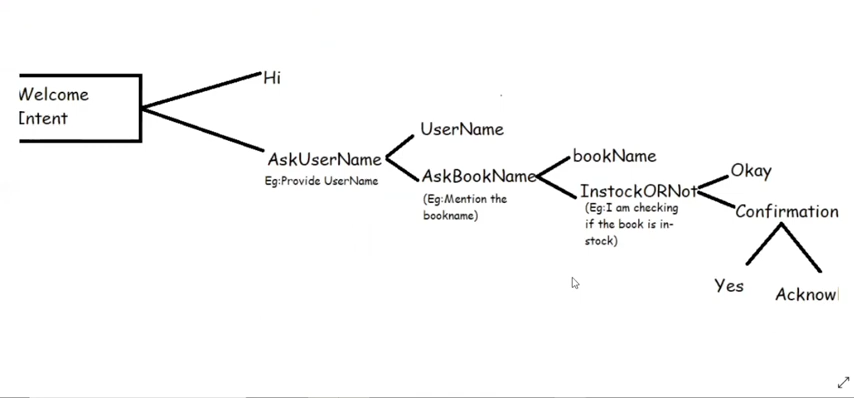 Welcome
Intent
Hi
AskUserName
Eg:Provide UserName
UserName
AskBookName
(Eg:Mention the
bookname)
bookName
InstockORNot
(Eg:I am checking
if the book is in-
stock)
Okay
Confirmation
Yes
Acknowl